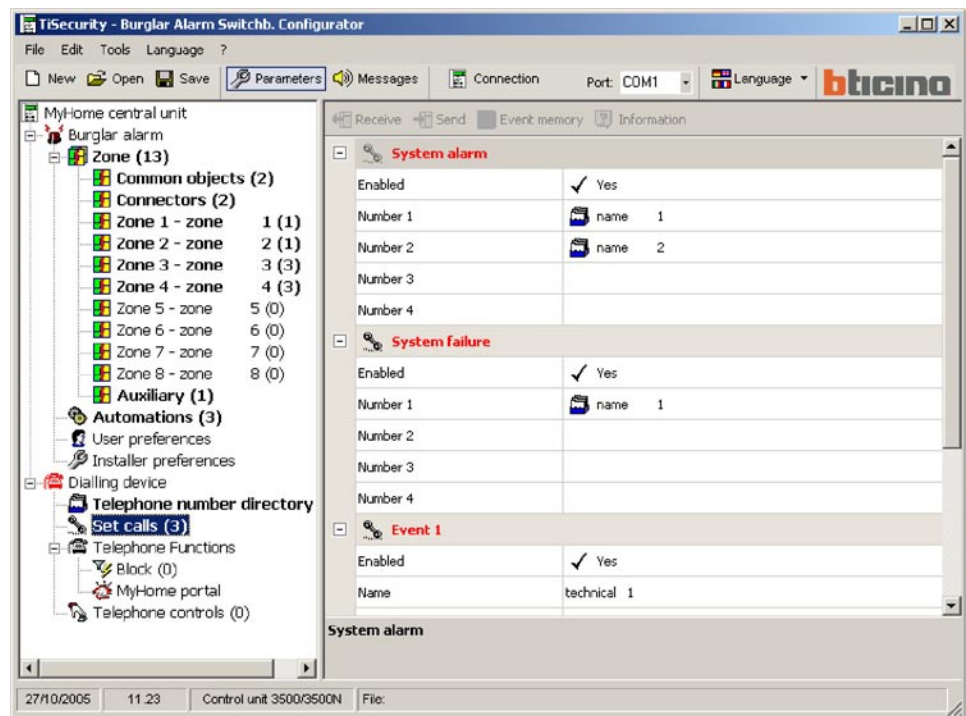 TiSecurity - Burglar Alarm Switchb. Configurator
File Edit Tools Language ?
New Open Save Parameters Messages Connection Port: COM1 Language bticino
MyHome central unit
Burglar alarm
Zone (13)
Common objects (2)
Connectors (2)
Zone 1 - zone 1 (1)
Zone 2 - zone 2 (1)
Zone 3 - zone 3 (3)
Zone 4 - zone 4 (3)
Zone 5 - zone 5 (0)
Zone 6 - zone 6 (0)
Zone 7 - zone 7 (0)
Zone 8 - zone 8 (0)
Auxiliary (1)
Automations (3)
User preferences
Installer preferences
Dialling device
Telephone number directory
Set calls (3)
Telephone Functions
Block (0)
MyHome portal
Telephone controls (0)
Receive Send Event memory Information
System alarm
Enabled Yes
Number 1 name 1
Number 2 name 2
Number 3
Number 4
System failure
Enabled Yes
Number 1 name 1
Number 2
Number 3
Number 4
Event 1
Enabled Yes
Name technical 1
System alarm
27/10/2005 11.23 Control unit 3500/3500N File: